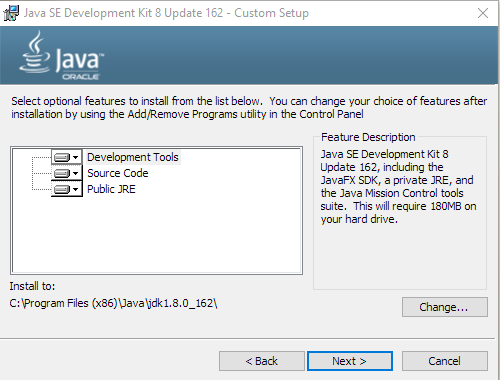 Java SE Development Kit 8 Update 162 - Custom Setup
Java™
ORACLE
Select optional features to install from the list below. You can change your choice of features after
installation by using the Add/Remove Programs utility in the Control Panel
Development Tools
Source Code
Public JRE
Feature Description
Java SE Development Kit 8
Update 162, including the
JavaFX SDK, a private JRE, and
the Java Mission Control tools
suite. This will require 180MB on
your hard drive.
Install to:
C:\Program Files (x86)\Java\jdk1.8.0_162\
Change...
< Back
Next >
Cancel